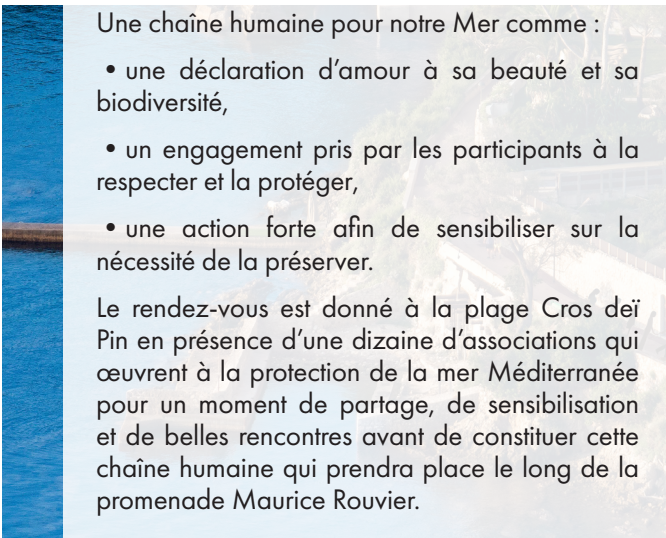 Une chaîne humaine pour notre Mer comme :
• une déclaration d'amour à sa beauté et sa
biodiversité,
• un engagement pris par les participants à la
respecter et la protéger,
• une action forte afin de sensibiliser sur la
nécessité de la préserver.
Le rendez-vous est donné à la plage Cros deï
Pin en présence d'une dizaine d'associations qui
œuvrent à la protection de la mer Méditerranée
pour un moment de partage, de sensibilisation
et de belles rencontres avant de constituer cette
chaîne humaine qui prendra place le long de la
promenade Maurice Rouvier.